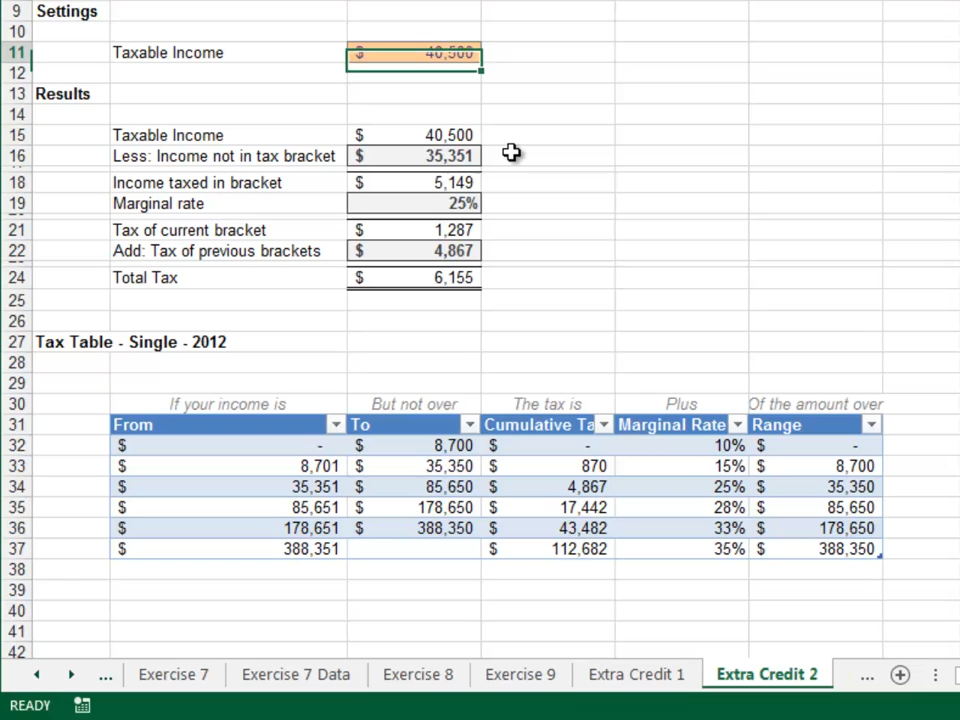 9 Settings
10
11 Taxable Income $ 40,500
12
13 Results
14
15 Taxable Income $ 40,500
16 Less: Income not in tax bracket $ 35,351
18 Income taxed in bracket $ 5,149
19 Marginal rate 25%
21 Tax of current bracket $ 1,287
22 Add: Tax of previous brackets $ 4,867
24 Total Tax $ 6,155
25
26
27 Tax Table - Single - 2012
28
29
30 If your income is But not over The tax is Plus Of the amount over
31 From To Cumulative Ta Marginal Rate Range
32 $ - $ 8,700 $ - 10% $ -
33 $ 8,701 $ 35,350 $ 870 15% $ 8,700
34 $ 35,351 $ 85,650 $ 4,867 25% $ 35,350
35 $ 85,651 $ 178,650 $ 17,442 28% $ 85,650
36 $ 178,651 $ 388,350 $ 43,482 33% $ 178,650
37 $ 388,351 $ 112,682 35% $ 388,350
38
39
40
41
42
... Exercise 7 Exercise 7 Data Exercise 8 Exercise 9 Extra Credit 1 Extra Credit 2 ...
READY